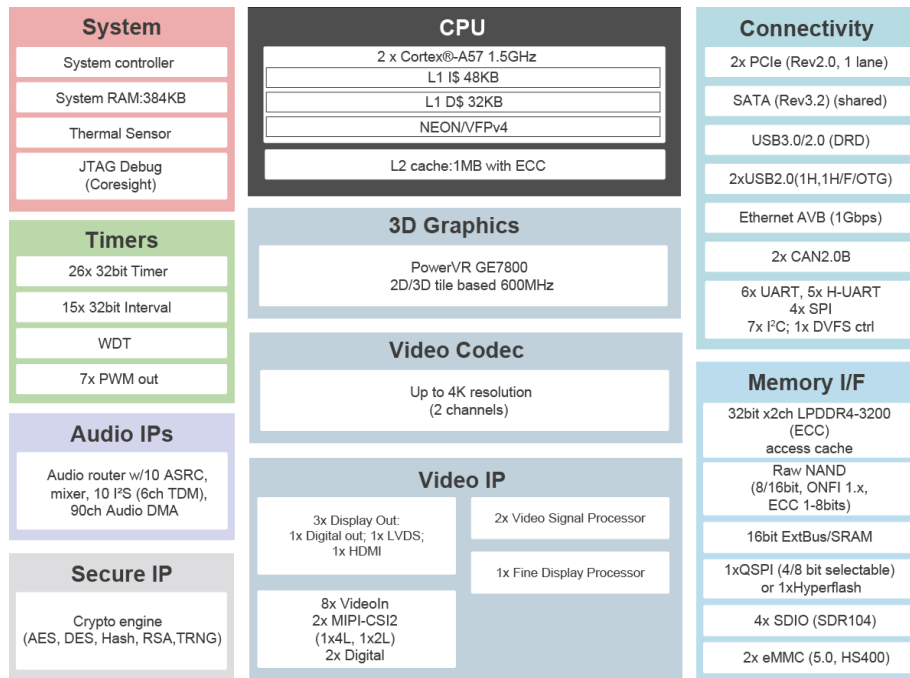 System
System controller
System RAM:384KB
Thermal Sensor
JTAG Debug
(Coresight)
Timers
26x 32bit Timer
15x 32bit Interval
WDT
7x PWM out
Audio IPs
Audio router w/10 ASRC,
mixer, 10 I²S (6ch TDM),
90ch Audio DMA
Secure IP
Crypto engine
(AES, DES, Hash, RSA,TRNG)
CPU
2 x Cortex®-A57 1.5GHz
L1 I$ 48KB
L1 D$ 32KB
NEON/VFPv4
L2 cache:1MB with ECC
3D Graphics
PowerVR GE7800
2D/3D tile based 600MHz
Video Codec
Up to 4K resolution
(2 channels)
Video IP
3x Display Out:
1x Digital out; 1x LVDS;
1x HDMI
8x VideoIn
2x MIPI-CSI2
(1x4L, 1x2L)
2x Digital
2x Video Signal Processor
1x Fine Display Processor
Connectivity
2x PCIe (Rev2.0, 1 lane)
SATA (Rev3.2) (shared)
USB3.0/2.0 (DRD)
2xUSB2.0(1H,1H/F/OTG)
Ethernet AVB (1Gbps)
2x CAN2.0B
6x UART, 5x H-UART
4x SPI
7x I²C; 1x DVFS ctrl
Memory I/F
32bit x2ch LPDDR4-3200
(ECC)
access cache
Raw NAND
(8/16bit, ONFI 1.x,
ECC 1-8bits)
16bit ExtBus/SRAM
1xQSPI (4/8 bit selectable)
or 1xHyperflash
4x SDIO (SDR104)
2x eMMC (5.0, HS400)